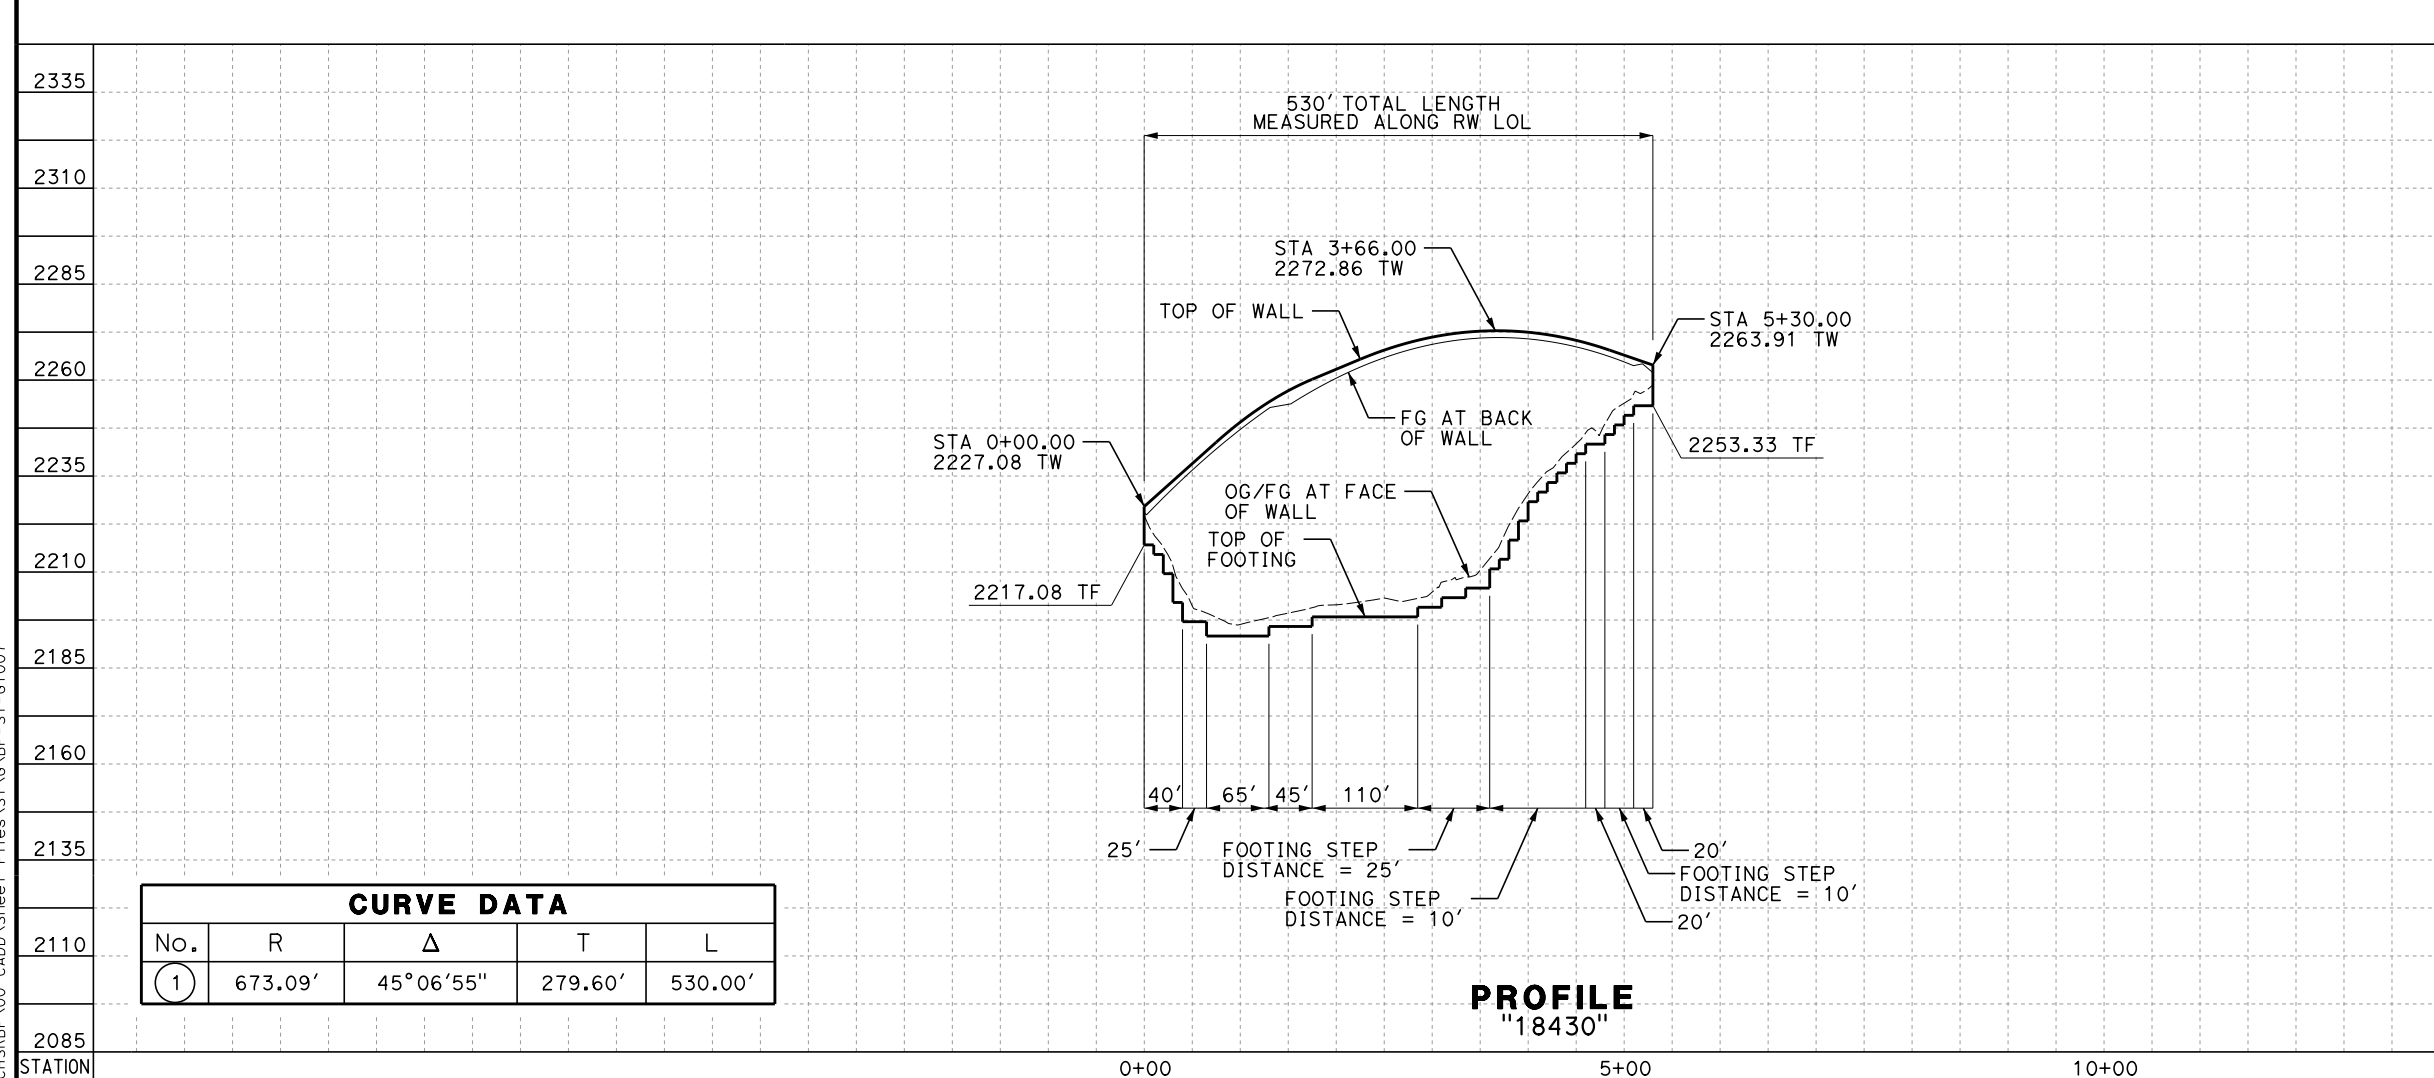 2335
530' TOTAL LENGTH
MEASURED ALONG RW LOL
2310
STA 3+66.00
2272.86 TW
2285
TOP OF WALL
STA 5+30.00
2263.91 TW
2260
FG AT BACK
OF WALL
STA 0+00.00
2227.08 TW
2253.33 TF
2235
OG/FG AT FACE
OF WALL
TOP OF
FOOTING
2210
2217.08 TF
2185
2160
40' 65' 45' 110'
2135
25'
FOOTING STEP
DISTANCE = 25'
20'
FOOTING STEP
DISTANCE = 10'
FOOTING STEP
DISTANCE = 10'
20'
CURVE DATA
No. R Δ T L
1 673.09' 45°06'55" 279.60' 530.00'
2110
PROFILE
"18430"
2085
STATION 0+00 5+00 10+00